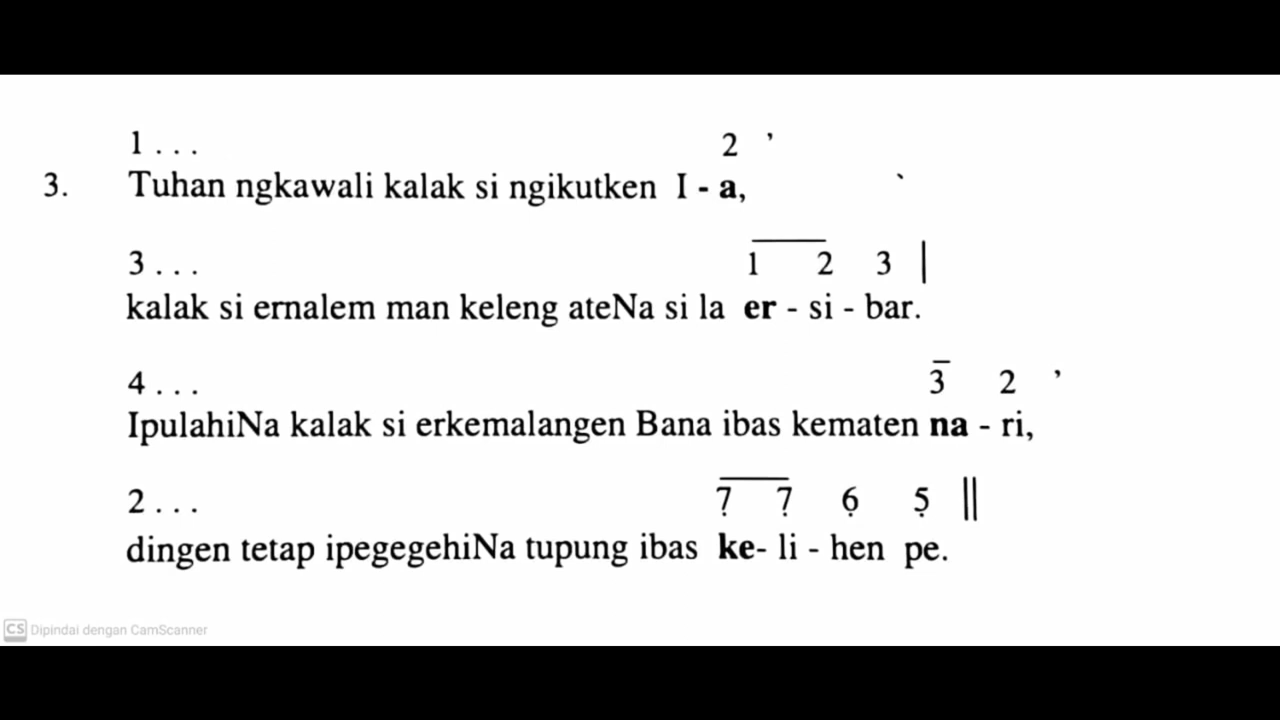 1 . . . 2 ’
3. Tuhan ngkawali kalak si ngikutken I - a,
3 . . . 1 2 3 |
kalak si ernalem man keleng ateNa si la er - si - bar.
4 . . . 3 2 ’
IpulahiNa kalak si erkemalangen Bana ibas kematen na - ri,
2 . . . 7̣ 7̣ 6̣ 5̣ ||
dingen tetap ipegegehiNa tupung ibas ke- li - hen pe.
CS Dipindai dengan CamScanner